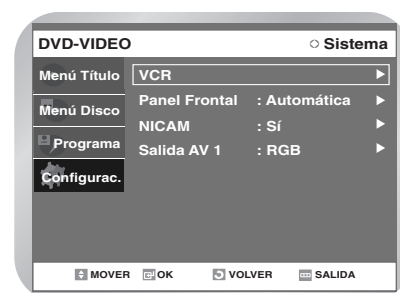 DVD-VIDEO Sistema
Menú Título
Menú Disco
Programa
Configurac.
VCR
Panel Frontal : Automática
NICAM : Sí
Salida AV 1 : RGB
MOVER OK VOLVER SALIDA